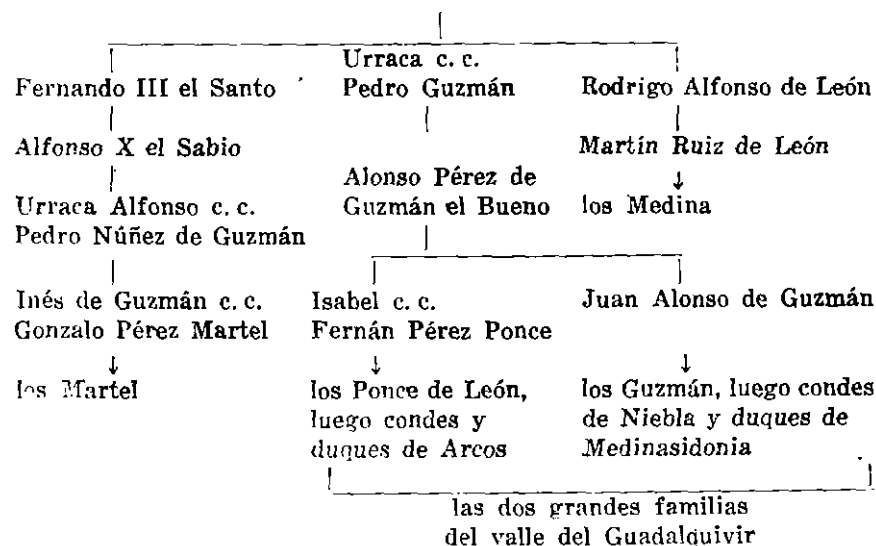 Urraca c. c.
Fernando III el Santo Pedro Guzmán Rodrigo Alfonso de León
Alfonso X el Sabio Martín Ruiz de León
Alonso Pérez de
Urraca Alfonso c. c. Guzmán el Bueno los Medina
Pedro Núñez de Guzmán
Inés de Guzmán c. c. Isabel c. c. Juan Alonso de Guzmán
Gonzalo Pérez Martel Fernán Pérez Ponce
los Martel los Ponce de León, los Guzmán, luego condes
luego condes y de Niebla y duques de
duques de Arcos Medinasidonia
las dos grandes familias
del valle del Guadalquivir